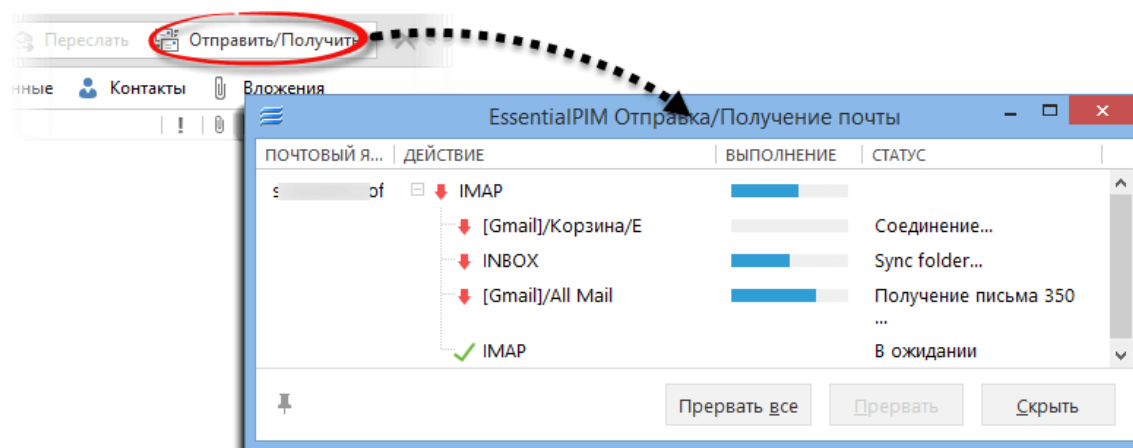 Переслать Отправить/Получить
нные Контакты Вложения
!
EssentialPIM Отправка/Получение почты
ПОЧТОВЫЙ Я... ДЕЙСТВИЕ ВЫПОЛНЕНИЕ СТАТУС
s of IMAP
[Gmail]/Корзина/E Соединение...
INBOX Sync folder...
[Gmail]/All Mail Получение письма 350
...
IMAP В ожидании
Прервать все Прервать Скрыть